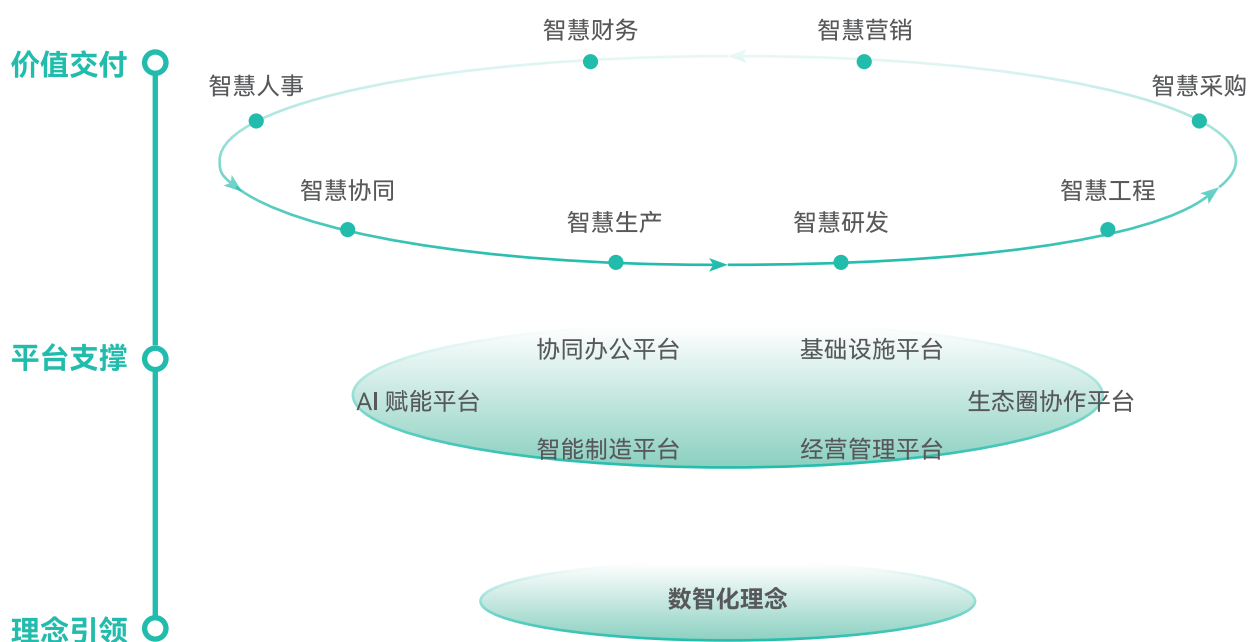 价值交付
智慧财务
智慧营销
智慧人事
智慧采购
智慧协同
智慧工程
智慧生产
智慧研发
平台支撑
协同办公平台
基础设施平台
AI 赋能平台
生态圈协作平台
智能制造平台
经营管理平台
数智化理念
理念引领